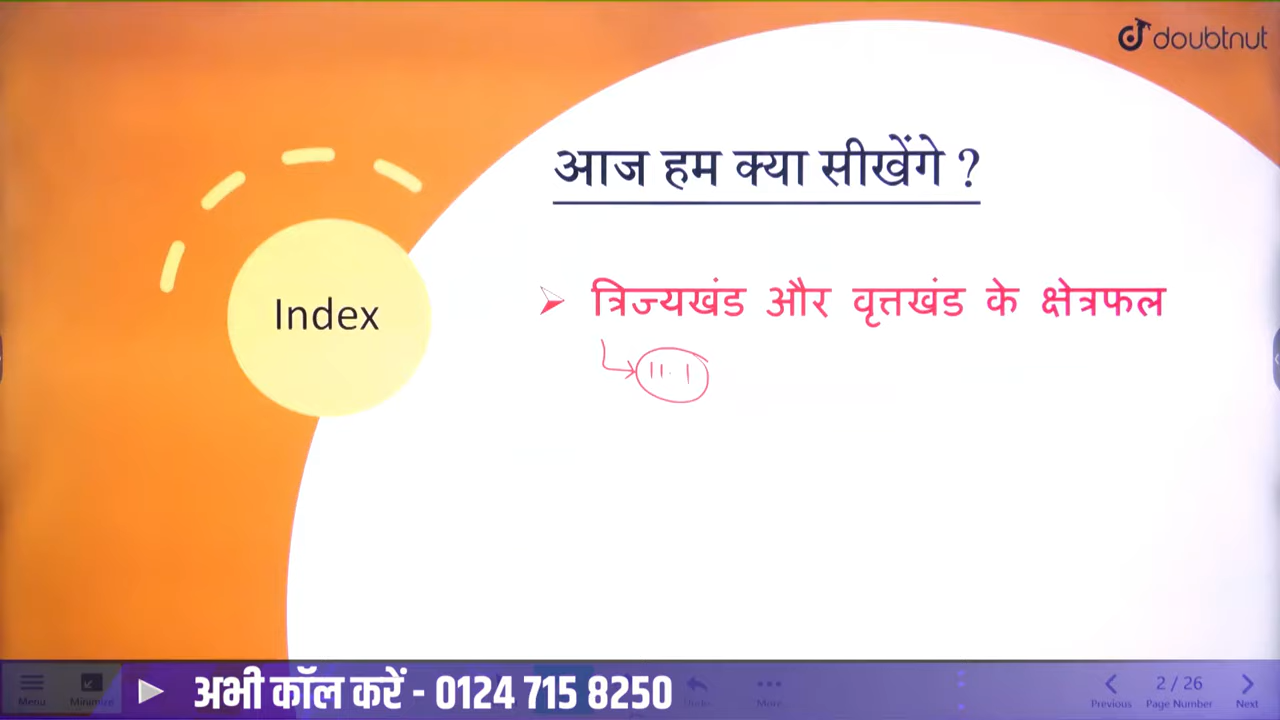 doubtnut
आज हम क्या सीखेंगे ?
Index
त्रिज्यखंड और वृत्तखंड के क्षेत्रफल
11.1
Menu
Minimize
अभी कॉल करें - 0124 715 8250
Undo
More
Previous
2 / 26
Page Number
Next